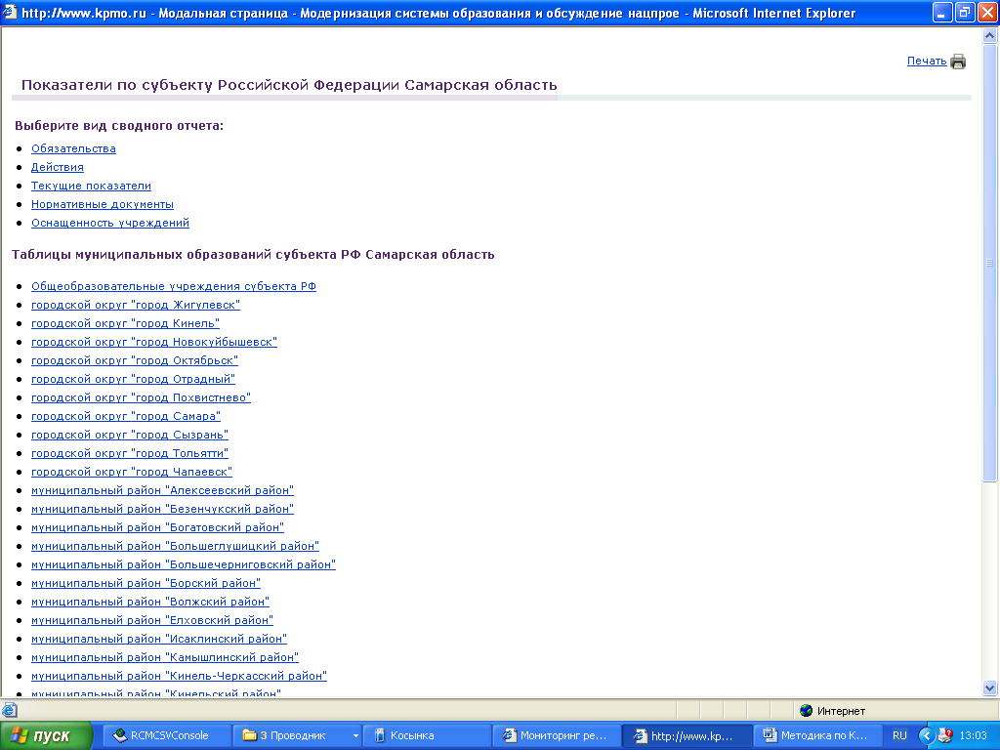 http://www.kpmo.ru - Модальная страница - Модернизация системы образования и обсуждение нацпрое - Microsoft Internet Explorer
Печать
Показатели по субъекту Российской Федерации Самарская область
Выберите вид сводного отчета:
Обязательства
Действия
Текущие показатели
Нормативные документы
Оснащенность учреждений
Таблицы муниципальных образований субъекта РФ Самарская область
Общеобразовательные учреждения субъекта РФ
городской округ "город Жигулевск"
городской округ "город Кинель"
городской округ "город Новокуйбышевск"
городской округ "город Октябрьск"
городской округ "город Отрадный"
городской округ "город Похвистнево"
городской округ "город Самара"
городской округ "город Сызрань"
городской округ "город Тольятти"
городской округ "город Чапаевск"
муниципальный район "Алексеевский район"
муниципальный район "Безенчукский район"
муниципальный район "Богатовский район"
муниципальный район "Большеглушицкий район"
муниципальный район "Большечерниговский район"
муниципальный район "Борский район"
муниципальный район "Волжский район"
муниципальный район "Елховский район"
муниципальный район "Исаклинский район"
муниципальный район "Камышлинский район"
муниципальный район "Кинель-Черкасский район"
муниципальный район "Кинельский район"
Интернет
пуск
RCMCSVConsole
3 Проводник
Косынка
Мониторинг ре...
http://www.kp...
Методика по К...
RU
13:03